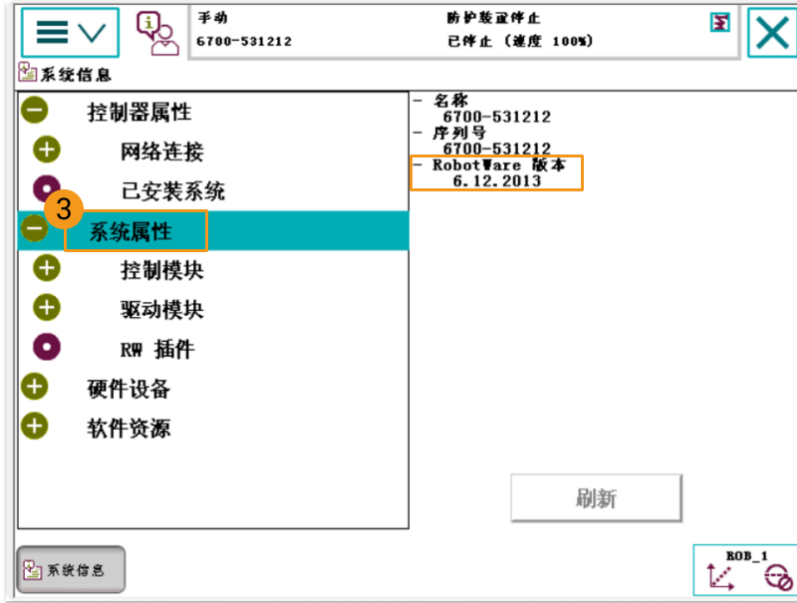 手动
6700-531212
防护装置停止
已停止 (速度 100%)
系统信息
控制器属性
网络连接
已安装系统
3
系统属性
控制模块
驱动模块
RW 插件
硬件设备
软件资源
- 名称
6700-531212
- 序列号
6700-531212
- RobotWare 版本
6.12.2013
刷新
系统信息
ROB_1